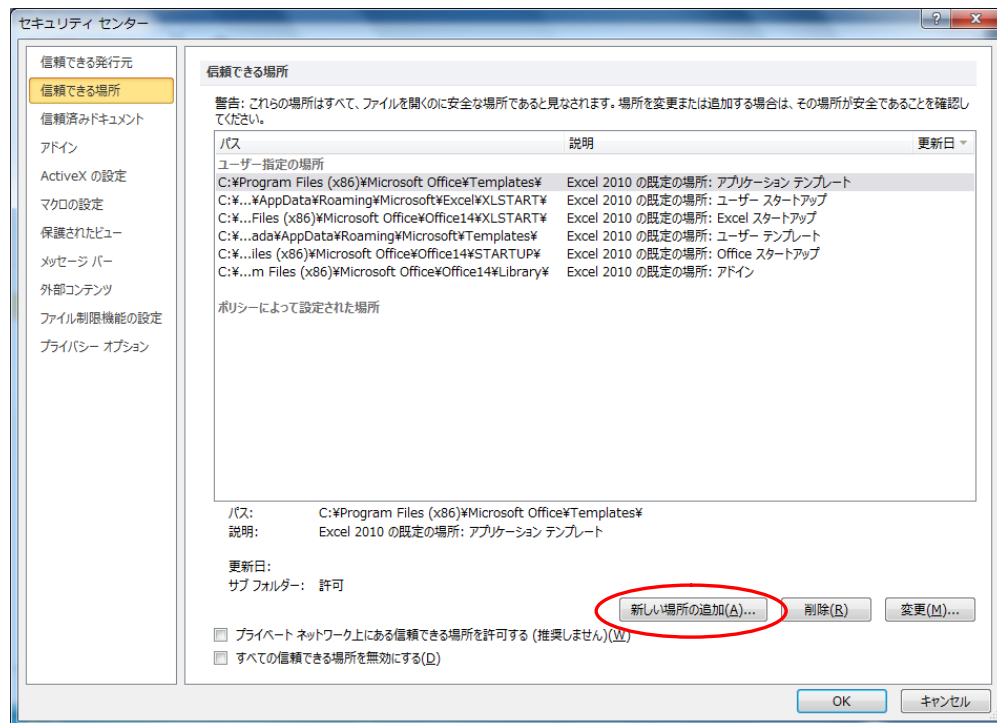 セキュリティ センター
信頼できる発行元
信頼できる場所
信頼済みドキュメント
アドイン
ActiveX の設定
マクロの設定
保護されたビュー
メッセージ バー
外部コンテンツ
ファイル制限機能の設定
プライバシー オプション
信頼できる場所
警告: これらの場所はすべて、ファイルを開くのに安全な場所であると見なされます。場所を変更または追加する場合は、その場所が安全であることを確認し
てください。
パス 説明 更新日
ユーザー指定の場所
C:¥Program Files (x86)¥Microsoft Office¥Templates¥ Excel 2010 の既定の場所: アプリケーション テンプレート
C:¥...¥AppData¥Roaming¥Microsoft¥Excel¥XLSTART¥ Excel 2010 の既定の場所: ユーザー スタートアップ
C:¥...Files (x86)¥Microsoft Office¥Office14¥XLSTART¥ Excel 2010 の既定の場所: Excel スタートアップ
C:¥...ada¥AppData¥Roaming¥Microsoft¥Templates¥ Excel 2010 の既定の場所: ユーザー テンプレート
C:¥...iles (x86)¥Microsoft Office¥Office14¥STARTUP¥ Excel 2010 の既定の場所: Office スタートアップ
C:¥...m Files (x86)¥Microsoft Office¥Office14¥Library¥ Excel 2010 の既定の場所: アドイン
ポリシーによって設定された場所
パス: C:¥Program Files (x86)¥Microsoft Office¥Templates¥
説明: Excel 2010 の既定の場所: アプリケーション テンプレート
更新日:
サブ フォルダー: 許可
新しい場所の追加(A)... 削除(R) 変更(M)...
プライベート ネットワーク上にある信頼できる場所を許可する (推奨しません)(W)
すべての信頼できる場所を無効にする(D)
OK キャンセル